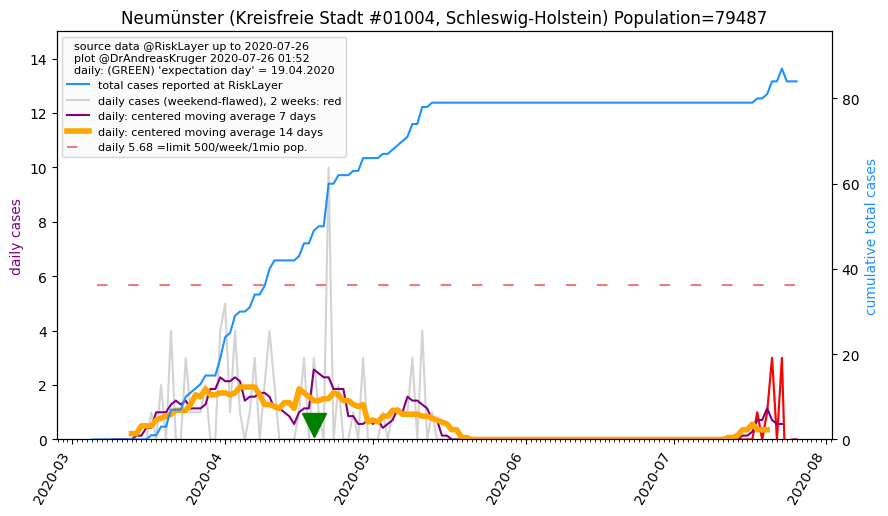 Neumünster (Kreisfreie Stadt #01004, Schleswig-Holstein) Population=79487
source data @RiskLayer up to 2020-07-26
plot @DrAndreasKruger 2020-07-26 01:52
daily: (GREEN) 'expectation day' = 19.04.2020
total cases reported at RiskLayer
daily cases (weekend-flawed), 2 weeks: red
daily: centered moving average 7 days
daily: centered moving average 14 days
daily 5.68 =limit 500/week/1mio pop.
daily cases
14
12
10
8
6
4
2
0
cumulative total cases
80
60
40
20
0
2020-03
2020-04
2020-05
2020-06
2020-07
2020-08